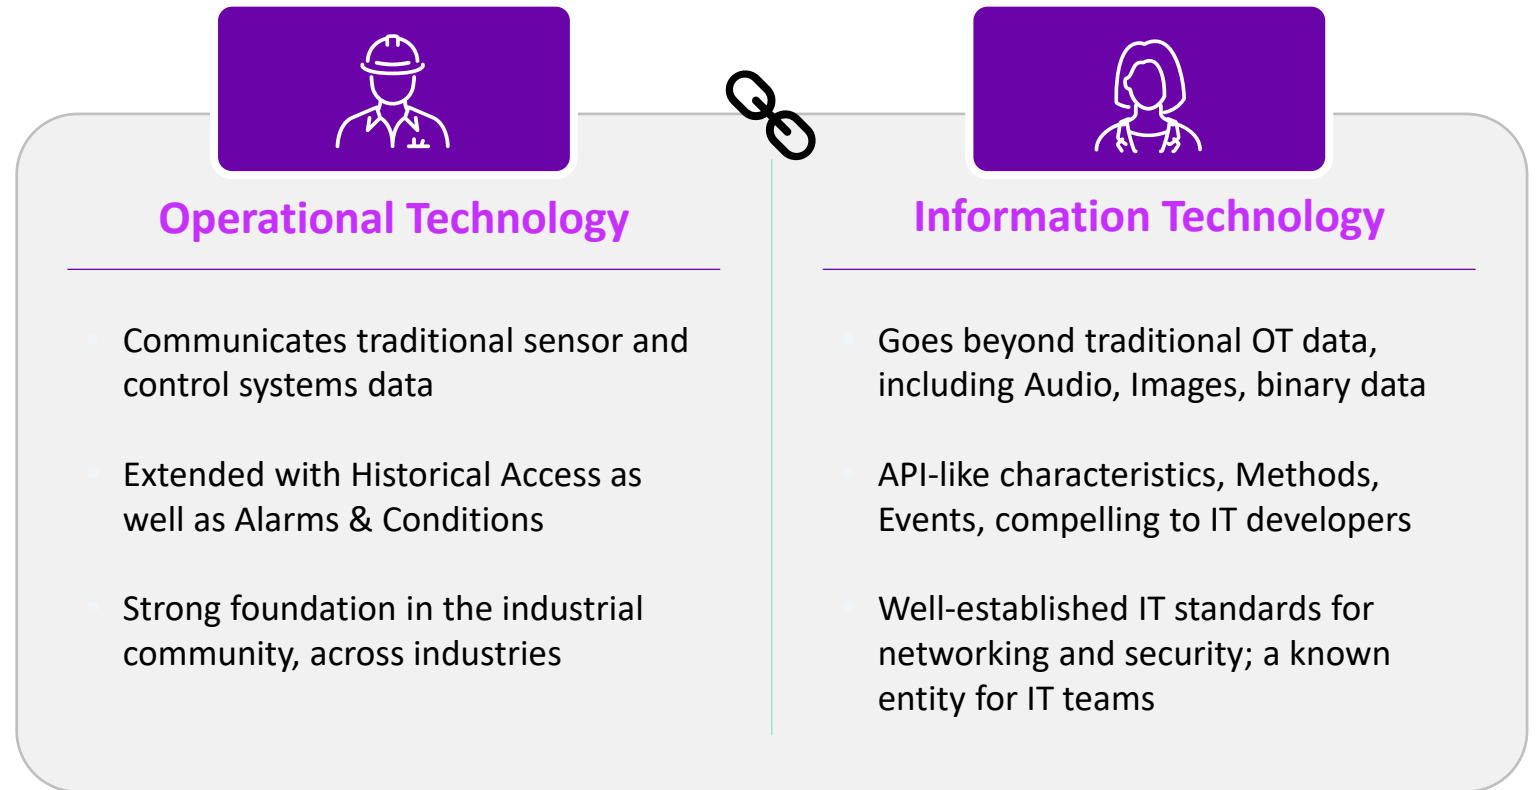 Operational Technology
Communicates traditional sensor and
control systems data
Extended with Historical Access as
well as Alarms & Conditions
Strong foundation in the industrial
community, across industries
Information Technology
Goes beyond traditional OT data,
including Audio, Images, binary data
API-like characteristics, Methods,
Events, compelling to IT developers
Well-established IT standards for
networking and security; a known
entity for IT teams